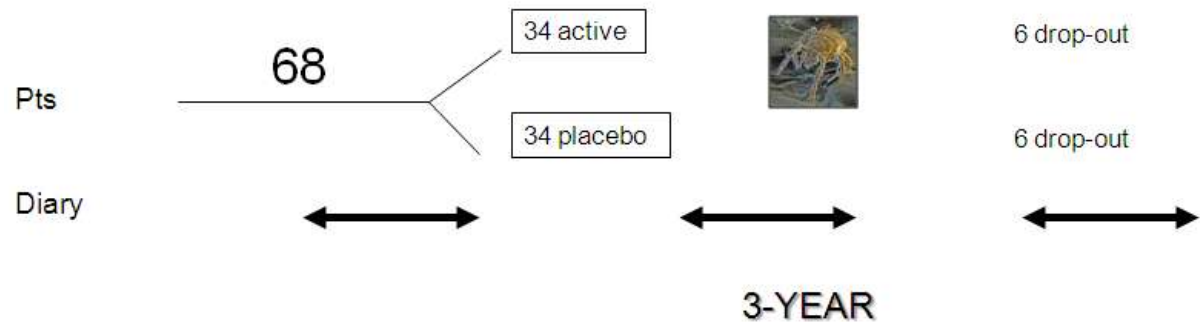 34 active
6 drop-out
68
Pts
34 placebo
6 drop-out
Diary
3-YEAR